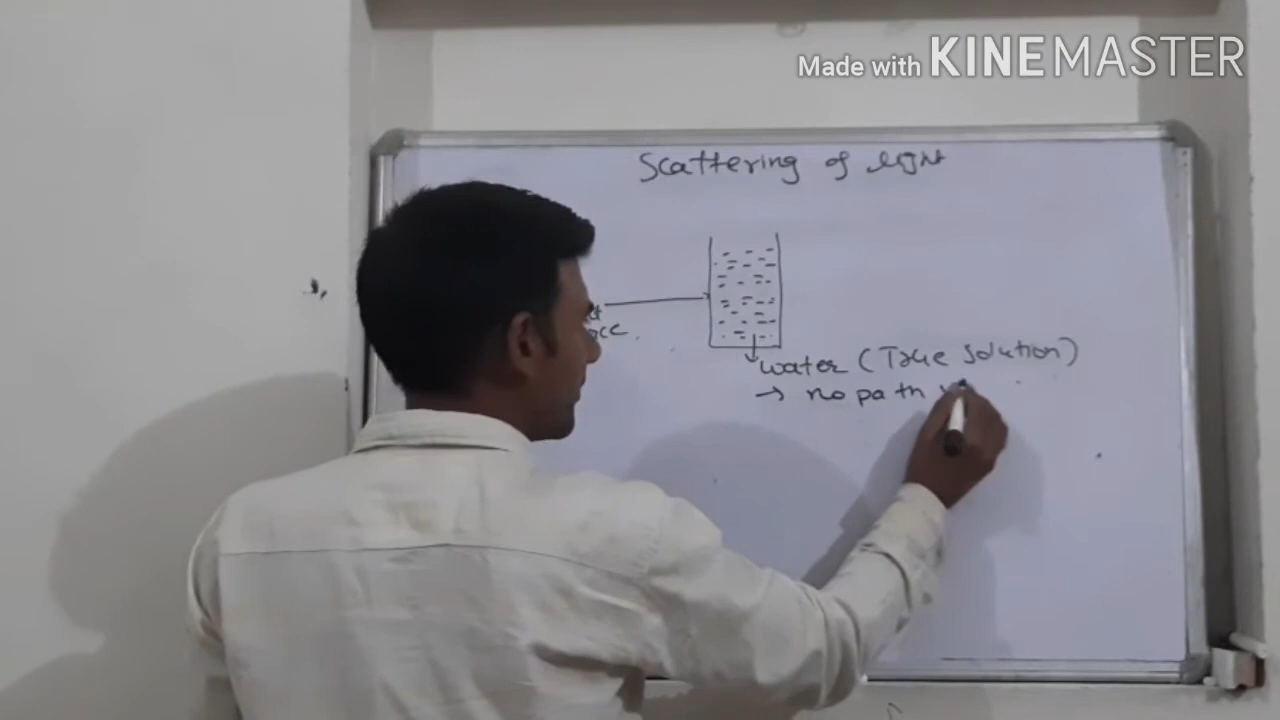 Made with KINEMASTER
Scattering of light
water (True solution)
→ no path